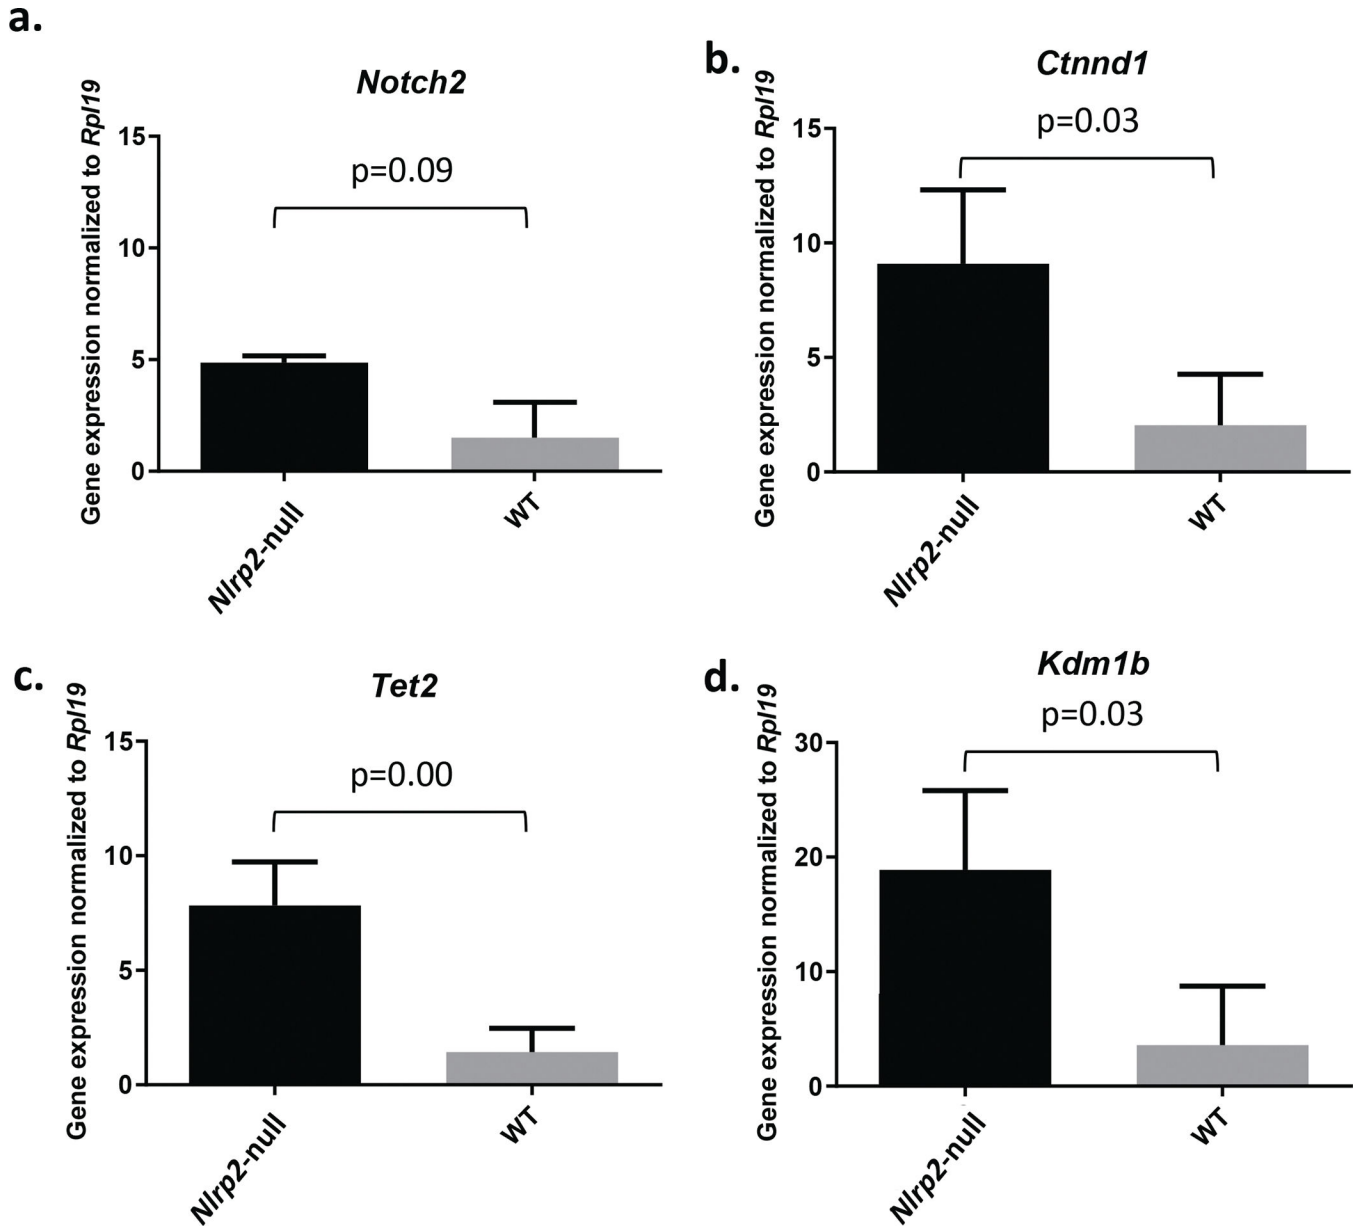 a.
Notch2
Gene expression normalized to Rpl19
15
10
5
0
p=0.09
Nlrp2-null
WT
b.
Ctnnd1
Gene expression normalized to Rpl19
15
10
5
0
p=0.03
Nlrp2-null
WT
c.
Tet2
Gene expression normalized to Rpl19
15
10
5
0
p=0.00
Nlrp2-null
WT
d.
Kdm1b
Gene expression normalized to Rpl19
30
20
10
0
p=0.03
Nlrp2-null
WT